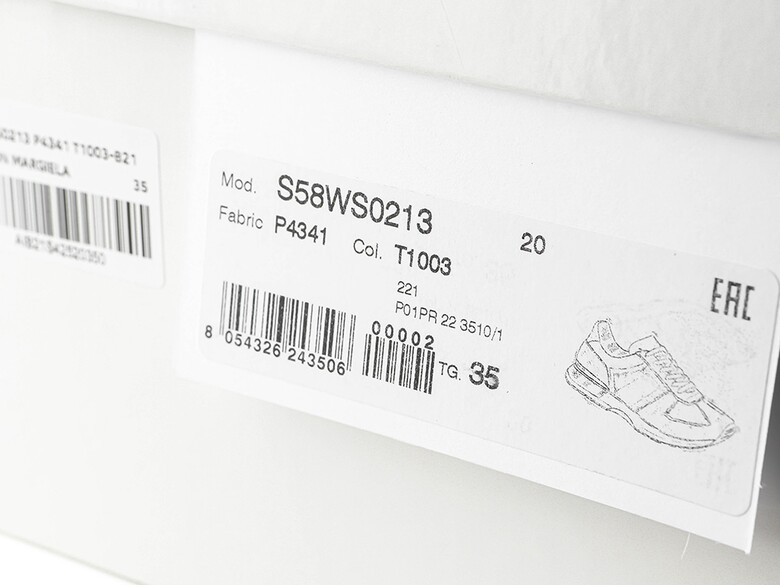 0213 P4341 T1003-B21
MARGIELA
35
Mod. S58WS0213
20
Fabric P4341 Col. T1003
221
P01PR 22 3510/1
EAC
8 054326 243506
00002
TG. 35